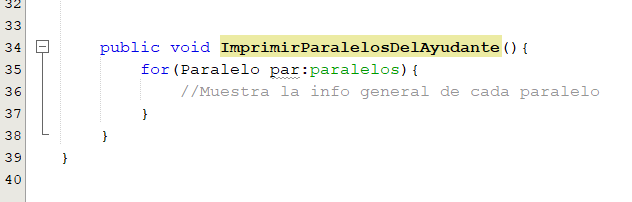 32
33
34 public void ImprimirParalelosDelAyudante(){
35 for(Paralelo par:paralelos){
36 //Muestra la info general de cada paralelo
37 }
38 }
39 }
40